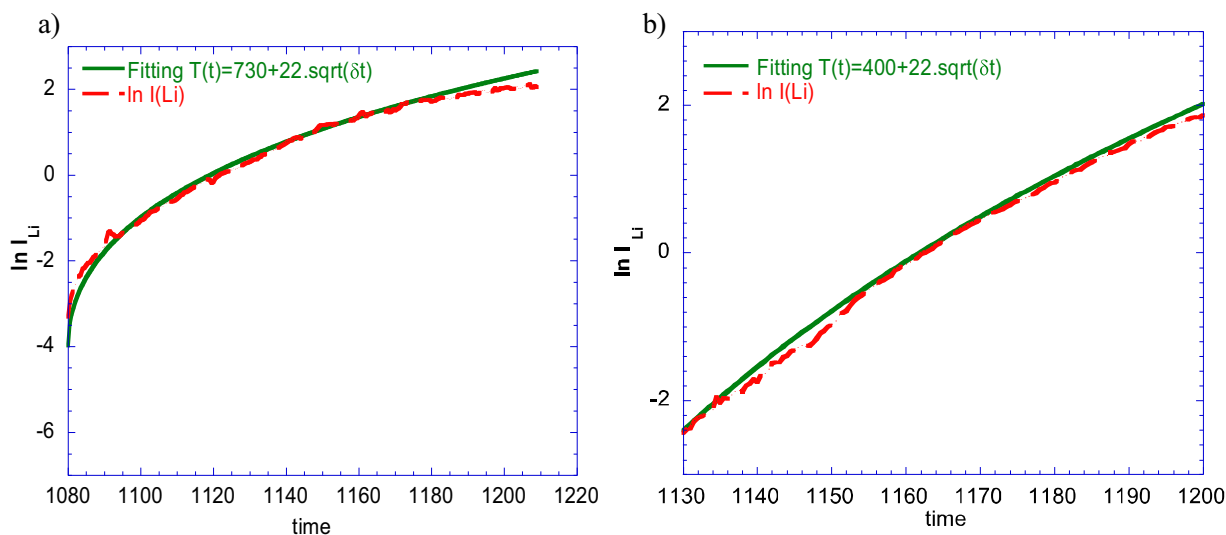 a)
Fitting T(t)=730+22.sqrt(δt)
ln I(Li)
ln I Li
2
0
-2
-4
-6
1080 1100 1120 1140 1160 1180 1200 1220
time
b)
Fitting T(t)=400+22.sqrt(δt)
ln I(Li)
ln I Li
2
0
-2
1130 1140 1150 1160 1170 1180 1190 1200
time